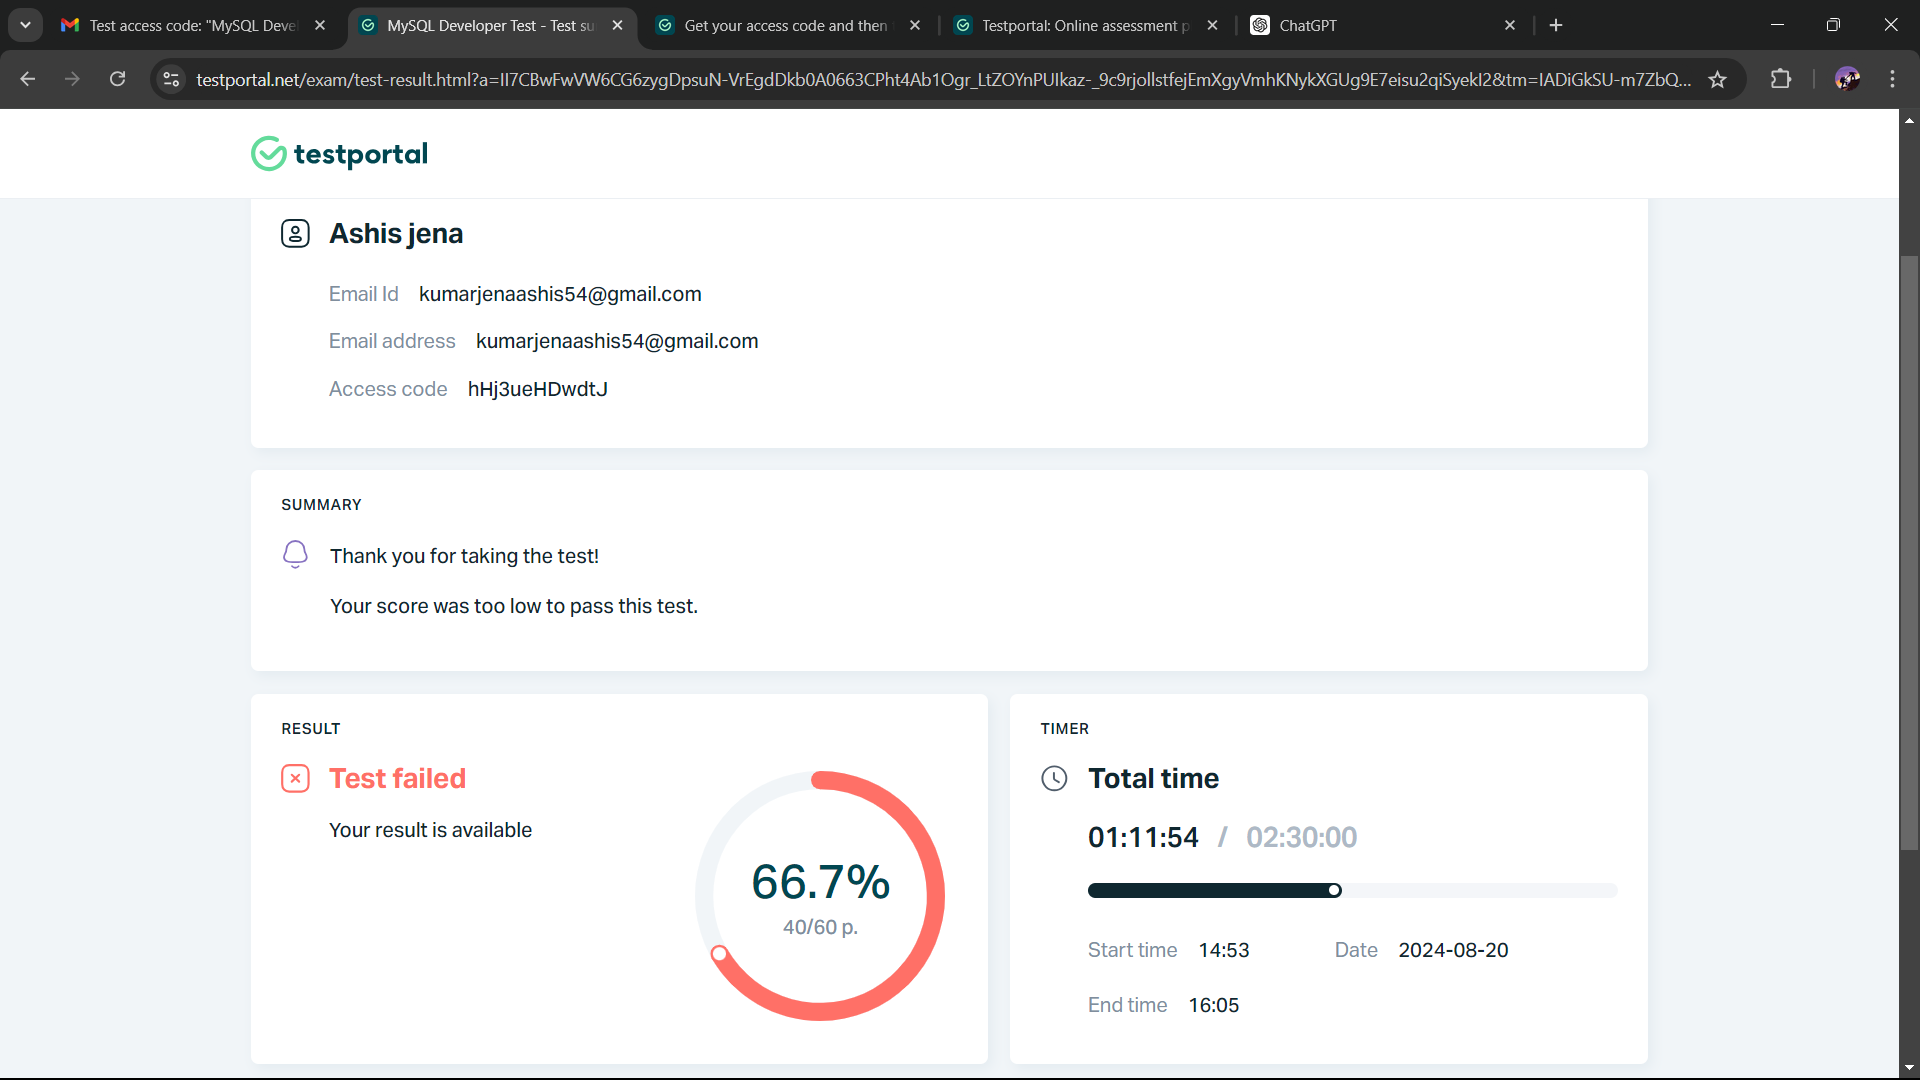 Test access code: "MySQL Deve
MySQL Developer Test - Test su
Get your access code and then
Testportal: Online assessment p
ChatGPT
testportal.net/exam/test-result.html?a=II7CBwFwVW6CG6zygDpsuN-VrEgdDkb0A0663CPht4Ab1Ogr_LtZOYnPUIkaz-_9c9rjollstfejEmXgyVmhKNykXGUg9E7eisu2qiSyekI2&tm=IADiGkSU-m7ZbQ...
testportal
Ashis jena
Email Id kumarjenaashis54@gmail.com
Email address kumarjenaashis54@gmail.com
Access code hHj3ueHDwdtJ
SUMMARY
Thank you for taking the test!
Your score was too low to pass this test.
RESULT
Test failed
Your result is available
66.7%
40/60 p.
TIMER
Total time
01:11:54 / 02:30:00
Start time 14:53 Date 2024-08-20
End time 16:05